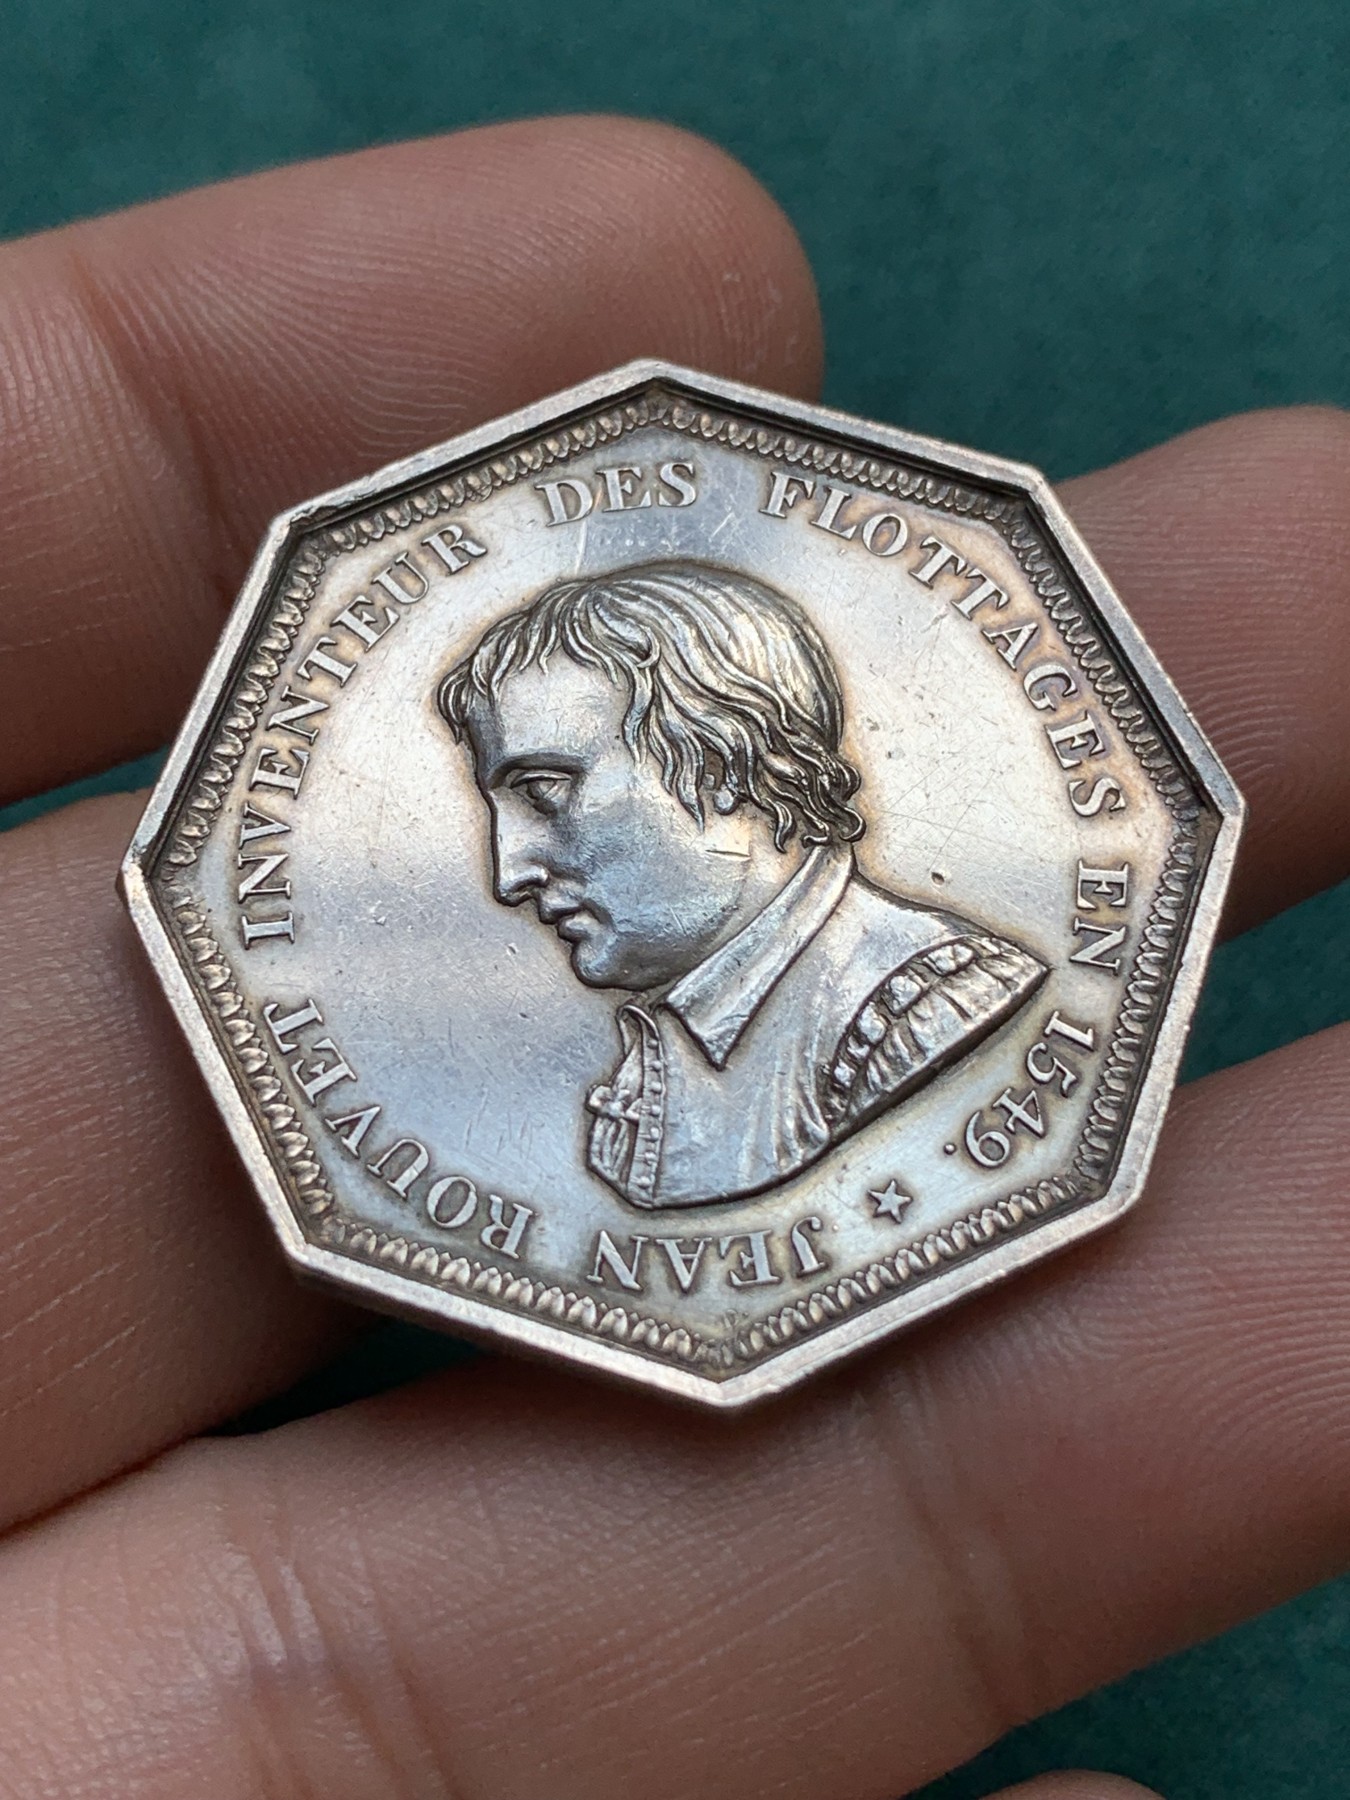 JEAN ROUVET INVENTEUR DES FLOTTAGES EN 1549.